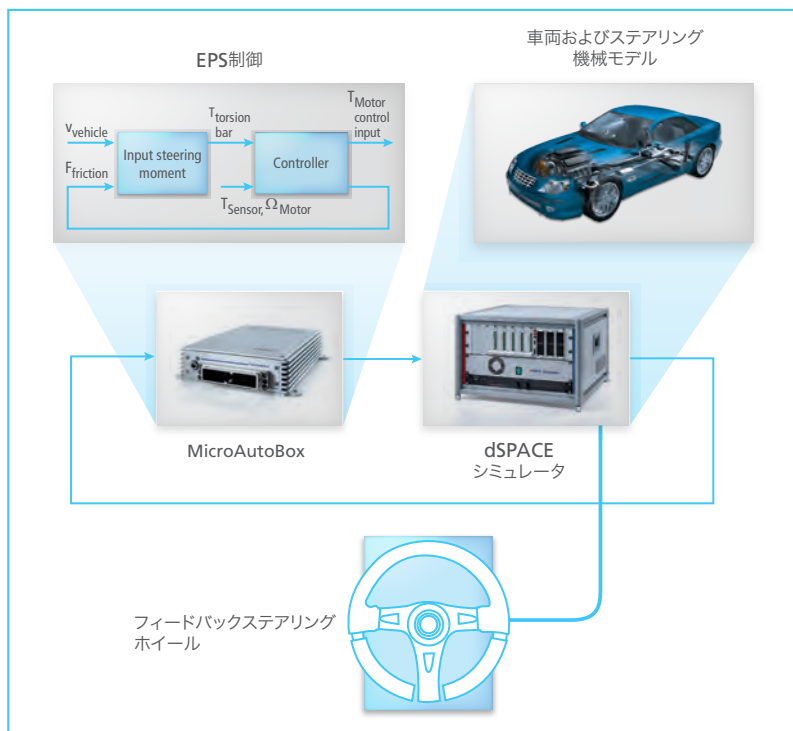 EPS制御
車両およびステアリング
機械モデル
Vvehicle
Ffriction
Input steering
moment
Ttorsion
bar
Controller
TMotor
control
input
TSensor, ΩMotor
MicroAutoBox
dSPACE
シミュレータ
フィードバックステアリング
ホイール